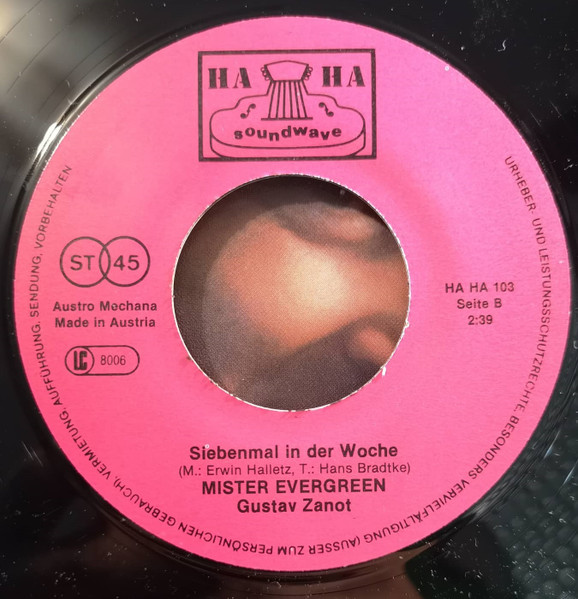 HA HA
soundwave
ST 45
Austro Mechana
Made in Austria
LC 8006
HA HA 103
Seite B
2:39
Siebenmal in der Woche
(M.: Erwin Halletz, T.: Hans Bradtke)
MISTER EVERGREEN
Gustav Zanot
URHEBER- UND LEISTUNGSSCHUTZRECHTE, BESONDERS VERVIELFÄLTIGUNG (AUSSER ZUM PERSÖNLICHEN GEBRAUCH), VERMIETUNG, AUFFÜHRUNG, SENDUNG, VORBEHALTEN